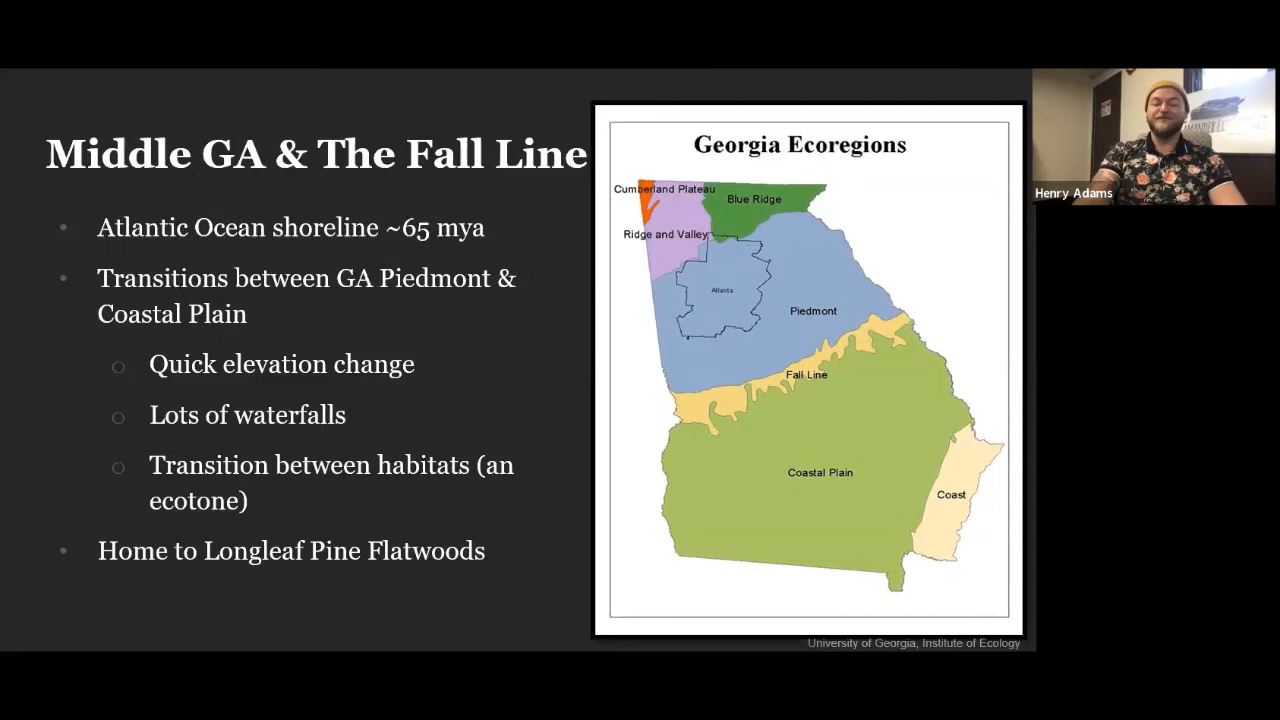 Middle GA & The Fall Line
Atlantic Ocean shoreline ~65 mya
Transitions between GA Piedmont &
Coastal Plain
Quick elevation change
Lots of waterfalls
Transition between habitats (an
ecotone)
Home to Longleaf Pine Flatwoods
Georgia Ecoregions
Cumberland Plateau
Blue Ridge
Ridge and Valley
Atlanta
Piedmont
Fall Line
Coastal Plain
Coast
University of Georgia, Institute of Ecology
Henry Adams